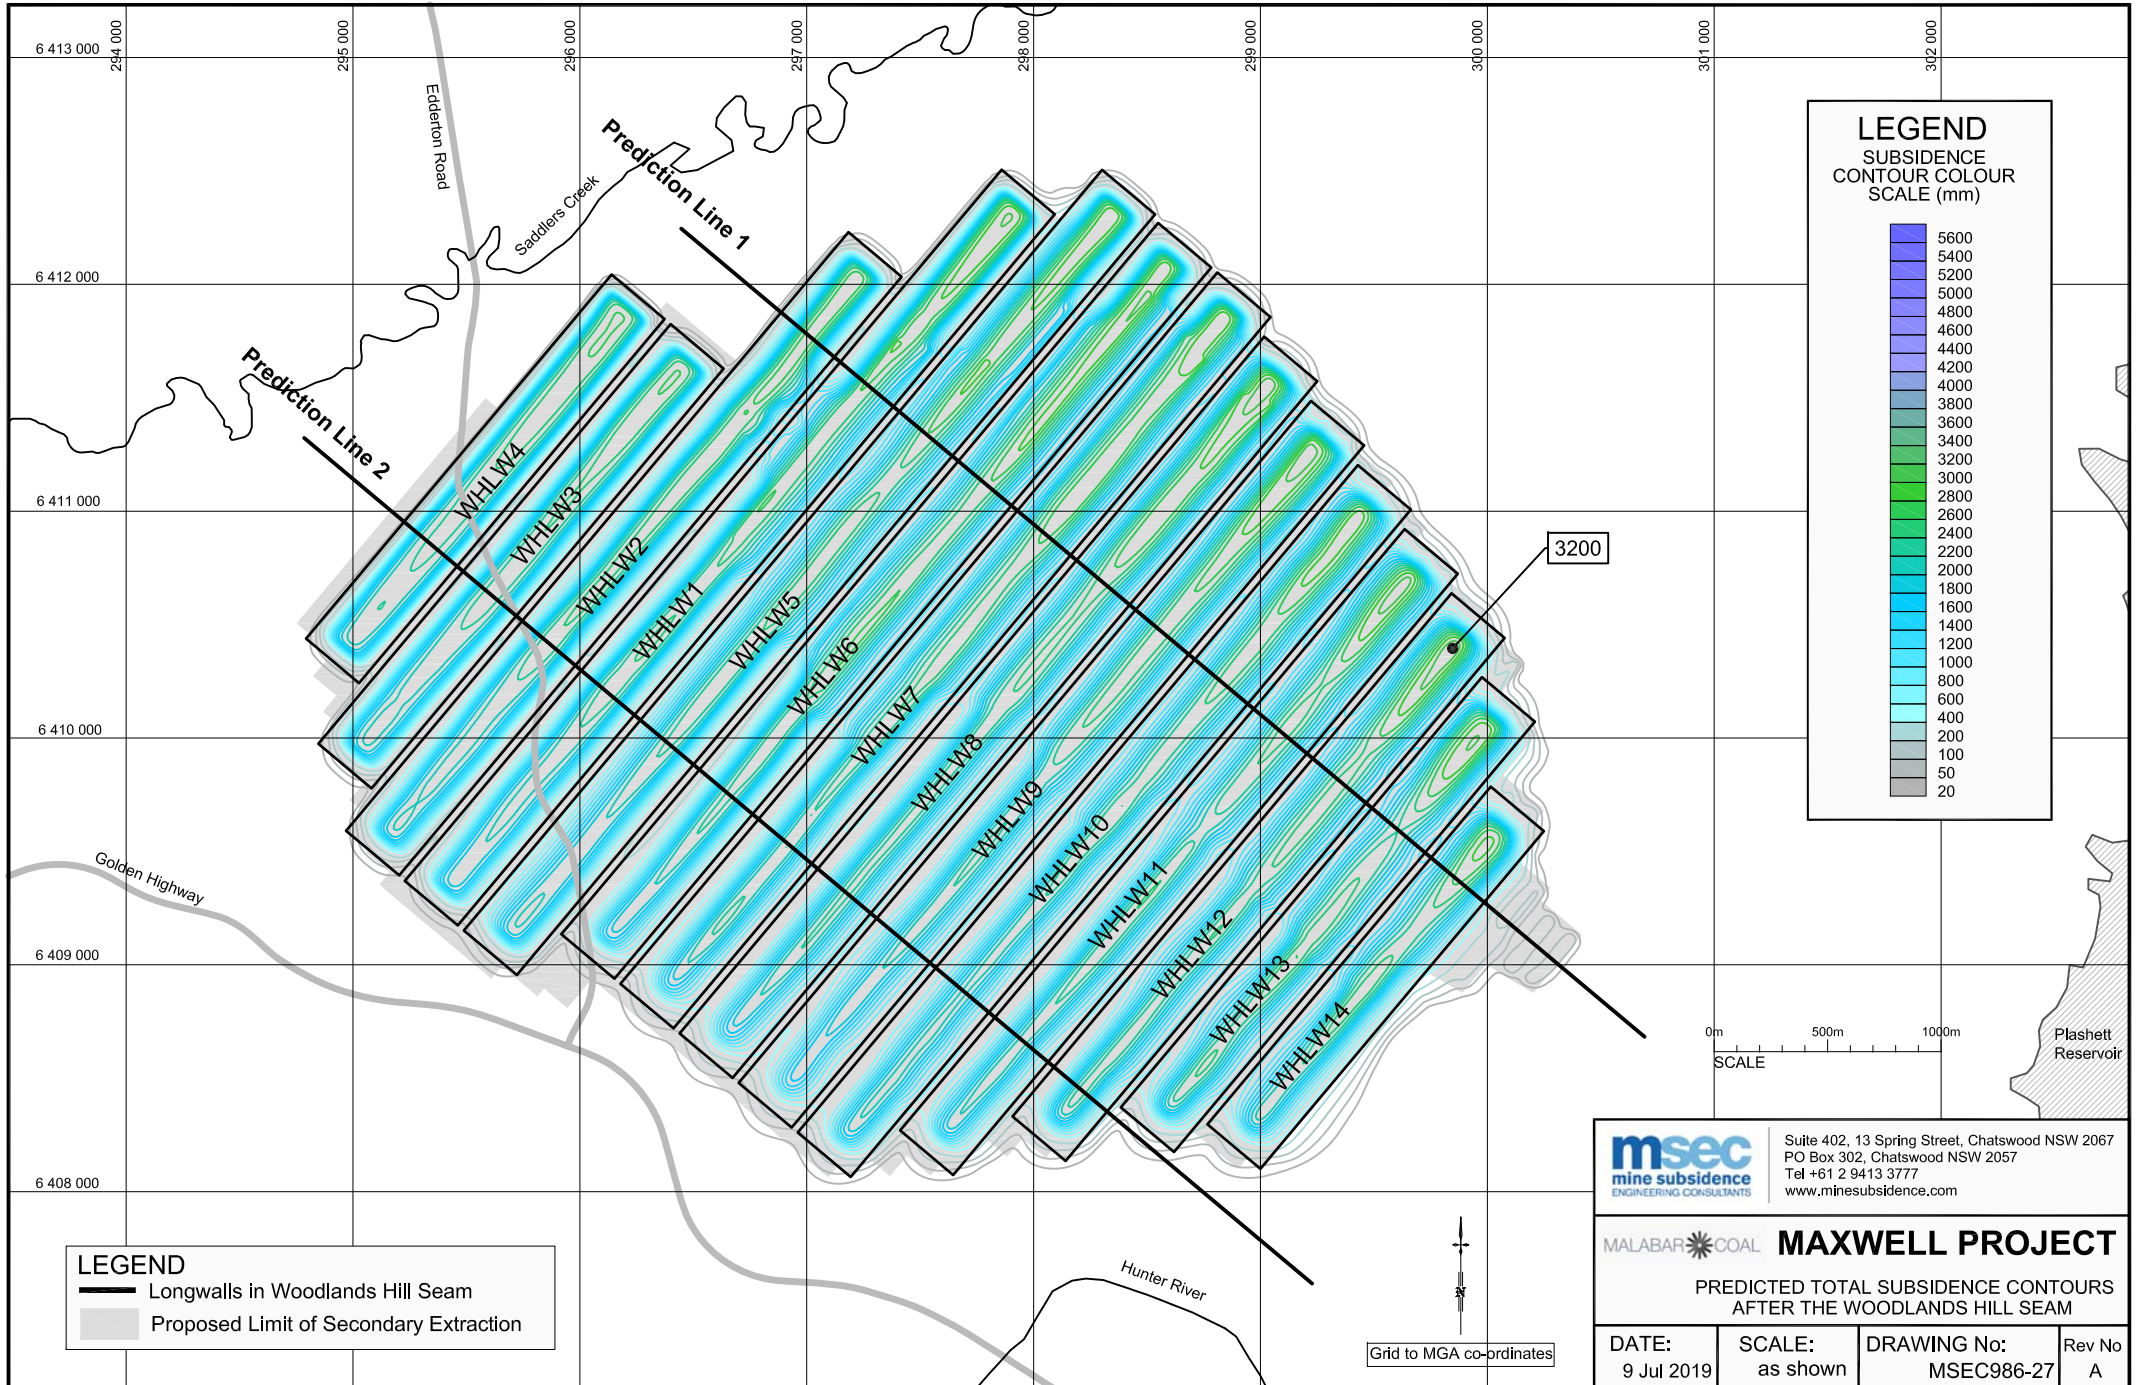 294 000
295 000
296 000
297 000
298 000
299 000
300 000
301 000
302 000
6 413 000
6 412 000
6 411 000
6 410 000
6 409 000
6 408 000
Edderton Road
Saddlers Creek
Prediction Line 1
Prediction Line 2
Golden Highway
Hunter River
Plashett
Reservoir
WHLW4
WHLW3
WHLW2
WHLW1
WHLW5
WHLW6
WHLW7
WHLW8
WHLW9
WHLW10
WHLW11
WHLW12
WHLW13
WHLW14
3200
LEGEND
SUBSIDENCE
CONTOUR COLOUR
SCALE (mm)
5600
5400
5200
5000
4800
4600
4400
4200
4000
3800
3600
3400
3200
3000
2800
2600
2400
2200
2000
1800
1600
1400
1200
1000
800
600
400
200
100
50
20
0m 500m 1000m
SCALE
LEGEND
Longwalls in Woodlands Hill Seam
Proposed Limit of Secondary Extraction
N
Grid to MGA co-ordinates
msec
mine subsidence
ENGINEERING CONSULTANTS
Suite 402, 13 Spring Street, Chatswood NSW 2067
PO Box 302, Chatswood NSW 2057
Tel +61 2 9413 3777
www.minesubsidence.com
MALABAR COAL
MAXWELL PROJECT
PREDICTED TOTAL SUBSIDENCE CONTOURS
AFTER THE WOODLANDS HILL SEAM
DATE:
9 Jul 2019
SCALE:
as shown
DRAWING No:
MSEC986-27
Rev No
A